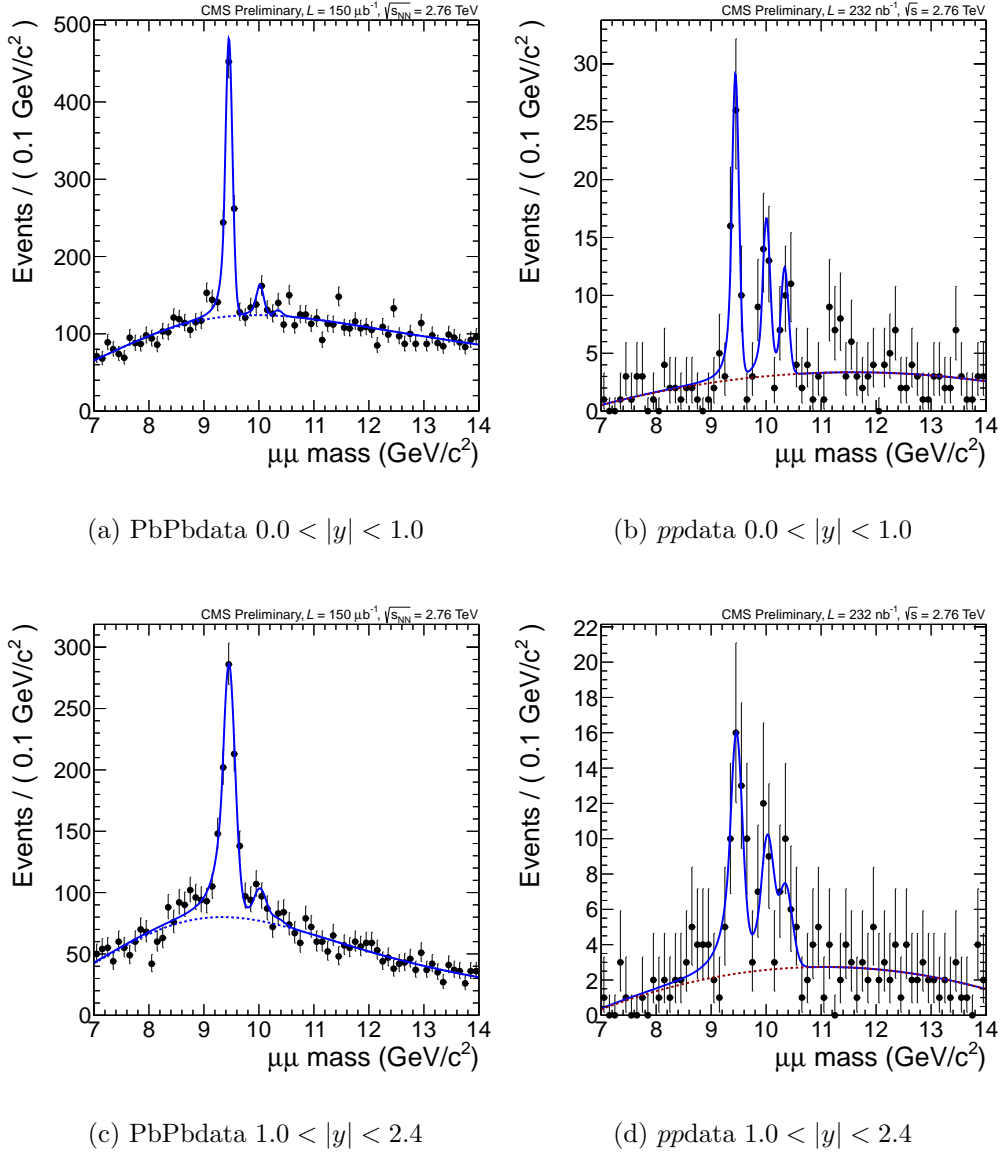 CMS Preliminary, L = 150 μb⁻¹, √sNN = 2.76 TeV
Events / ( 0.1 GeV/c² )
500
400
300
200
100
0
7 8 9 10 11 12 13 14
μμ mass (GeV/c²)
(a) PbPbdata 0.0 < |y| < 1.0
CMS Preliminary, L = 232 nb⁻¹, √s = 2.76 TeV
Events / ( 0.1 GeV/c² )
30
25
20
15
10
5
0
7 8 9 10 11 12 13 14
μμ mass (GeV/c²)
(b) ppdata 0.0 < |y| < 1.0
CMS Preliminary, L = 150 μb⁻¹, √sNN = 2.76 TeV
Events / ( 0.1 GeV/c² )
300
250
200
150
100
50
0
7 8 9 10 11 12 13 14
μμ mass (GeV/c²)
(c) PbPbdata 1.0 < |y| < 2.4
CMS Preliminary, L = 232 nb⁻¹, √s = 2.76 TeV
Events / ( 0.1 GeV/c² )
22
20
18
16
14
12
10
8
6
4
2
0
7 8 9 10 11 12 13 14
μμ mass (GeV/c²)
(d) ppdata 1.0 < |y| < 2.4